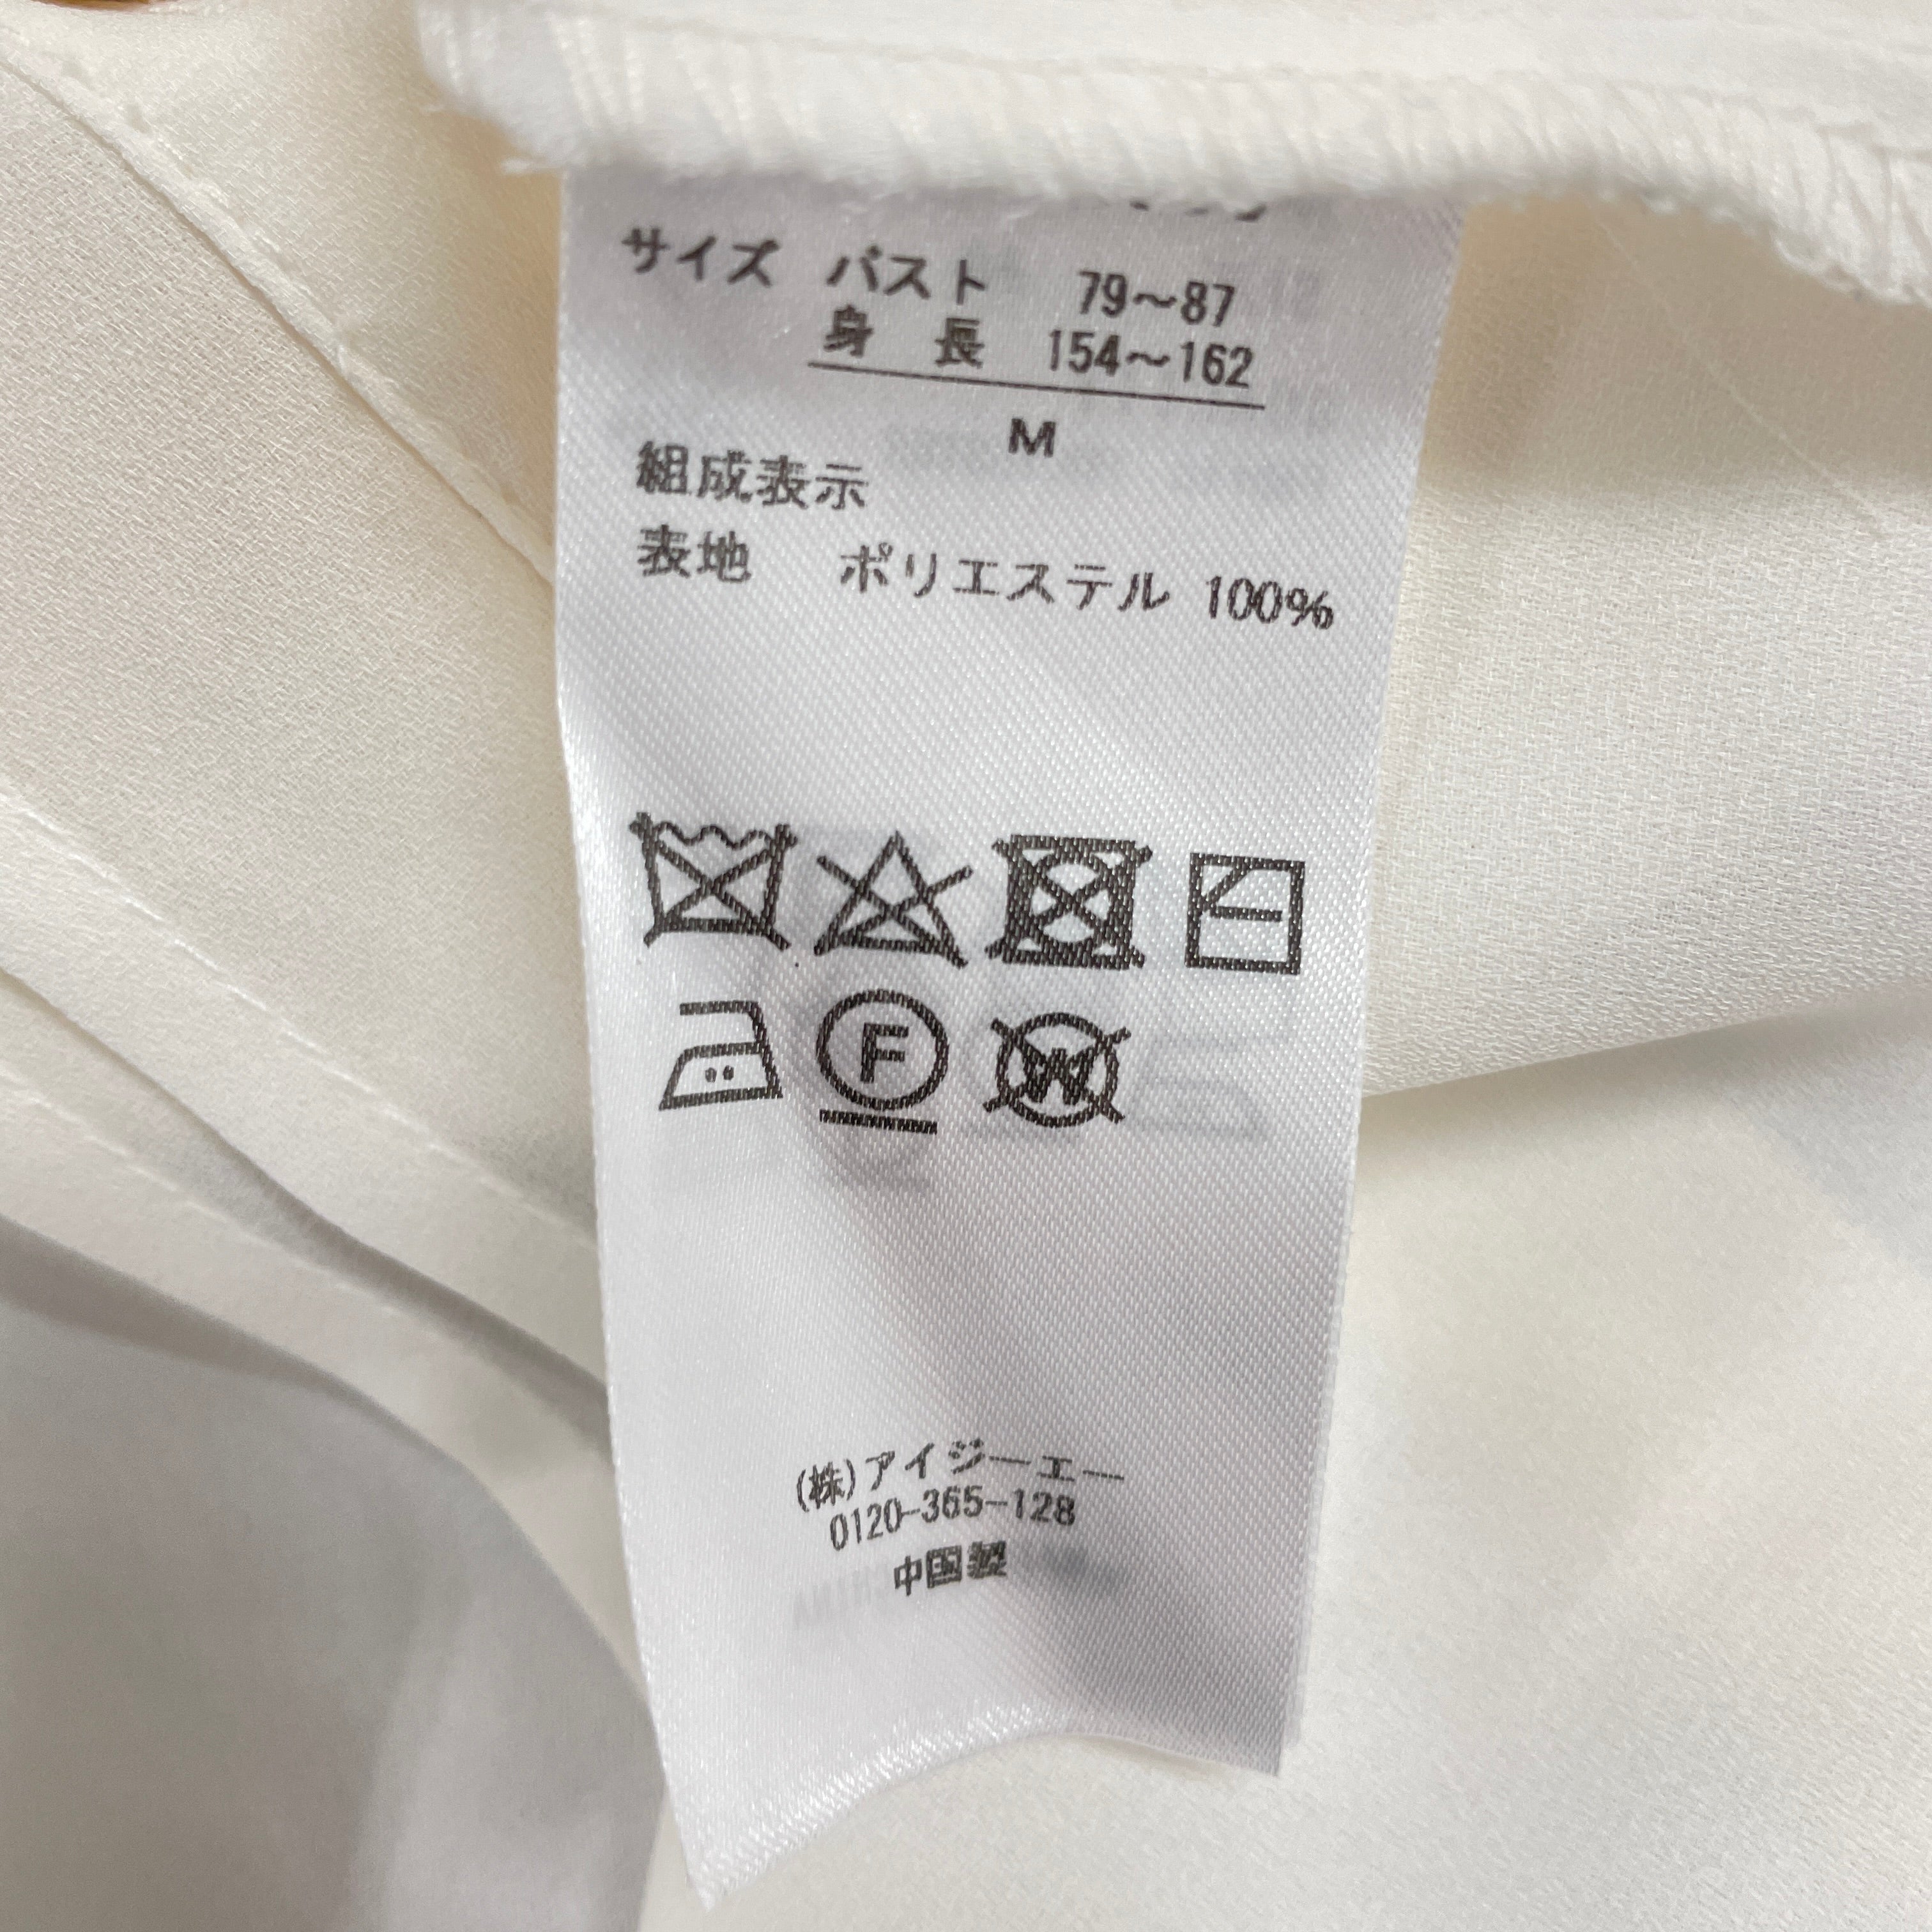 サイズ バスト 79～87
身 長 154～162
M
組成表示
表地 ポリエステル 100%
F
W
(株)アイジーエー
0120-365-128
中国製